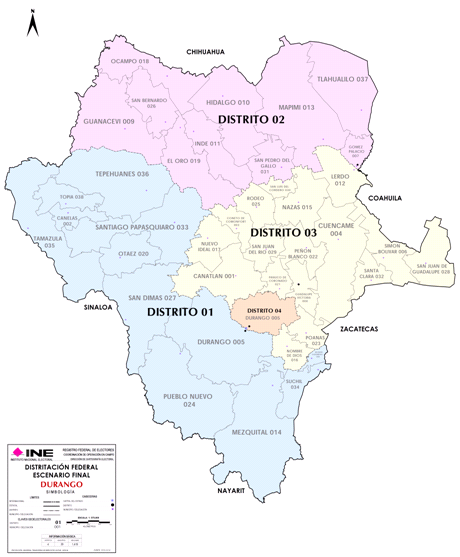 N
CHIHUAHUA
OCAMPO 018
TLAHUALILO 037
SAN BERNARDO
028
HIDALGO 010
MAPIMI 013
GUANACEVI 009
DISTRITO 02
INDE 011
GOMEZ
PALACIO
007
EL ORO 019
SAN PEDRO DEL
GALLO
031
TEPEHUANES 036
LERDO
012
COAHUILA
TOPIA 038
RODEO
025
NAZAS 015
CANELAS
002
SANTIAGO PAPASQUIARO 033
CUENCAME
004
TAMAZULA
035
DISTRITO 03
NUEVO
IDEAL 017
SAN JUAN
DEL RIO 029
PEÑON
BLANCO 022
SIMON
BOLIVAR 008
OTAEZ 020
CANATLAN 001
SANTA
CLARA 032
SAN JUAN DE
GUADALUPE 028
SAN DIMAS 027
SINALOA
DISTRITO 01
DISTRITO 04
DURANGO 005
ZACATECAS
DURANGO 005
POANAS
023
NOMBRE
DE DIOS
016
SUCHIL
034
PUEBLO NUEVO
024
MEZQUITAL 014
NAYARIT
INE
INSTITUTO NACIONAL ELECTORAL
REGISTRO FEDERAL DE ELECTORES
DISTRITACIÓN FEDERAL
ESCENARIO FINAL
DURANGO
SIMBOLOGÍA